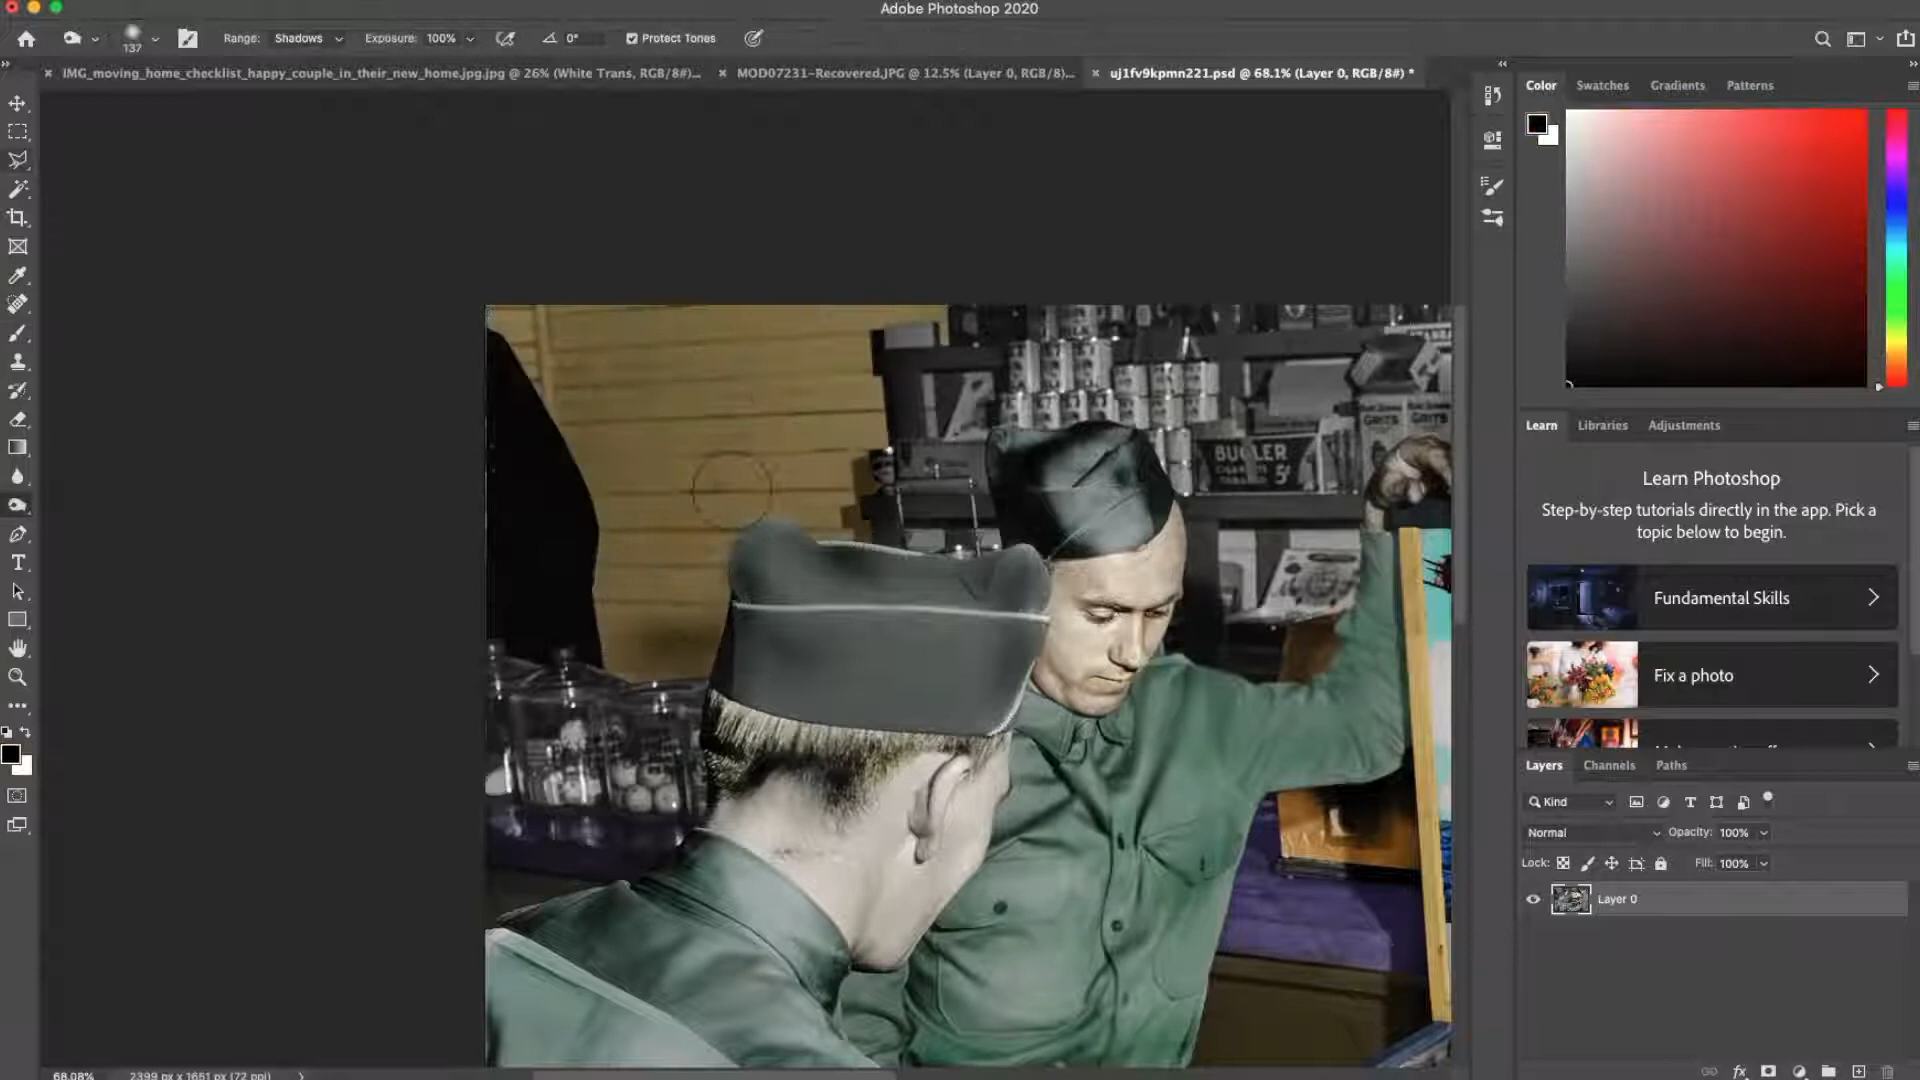 Adobe Photoshop 2020
137 Range: Shadows Exposure: 100% 0° Protect Tones
IMG_moving_home_checklist_happy_couple_in_their_new_home.jpg.jpg @ 26% (White Trans, RGB/8#)...
MOD07231-Recovered.JPG @ 12.5% (Layer 0, RGB/8)...
uj1fv9kpmn221.psd @ 68.1% (Layer 0, RGB/8#) *
Color Swatches Gradients Patterns
BUGLER
5¢
GRITS
Learn Libraries Adjustments
Learn Photoshop
Step-by-step tutorials directly in the app. Pick a
topic below to begin.
Fundamental Skills
Fix a photo
Layers Channels Paths
Kind
Normal Opacity: 100%
Lock: Fill: 100%
Layer 0
fx
68.08% 2399 px x 1651 px (72 ppi)